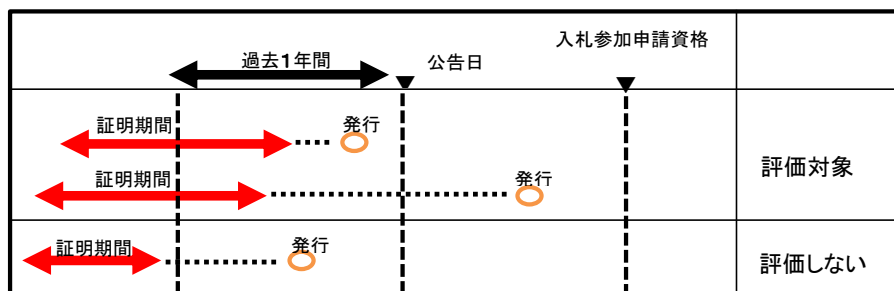 入札参加申請資格
過去1年間
公告日
証明期間
発行
証明期間
発行
評価対象
証明期間
発行
評価しない